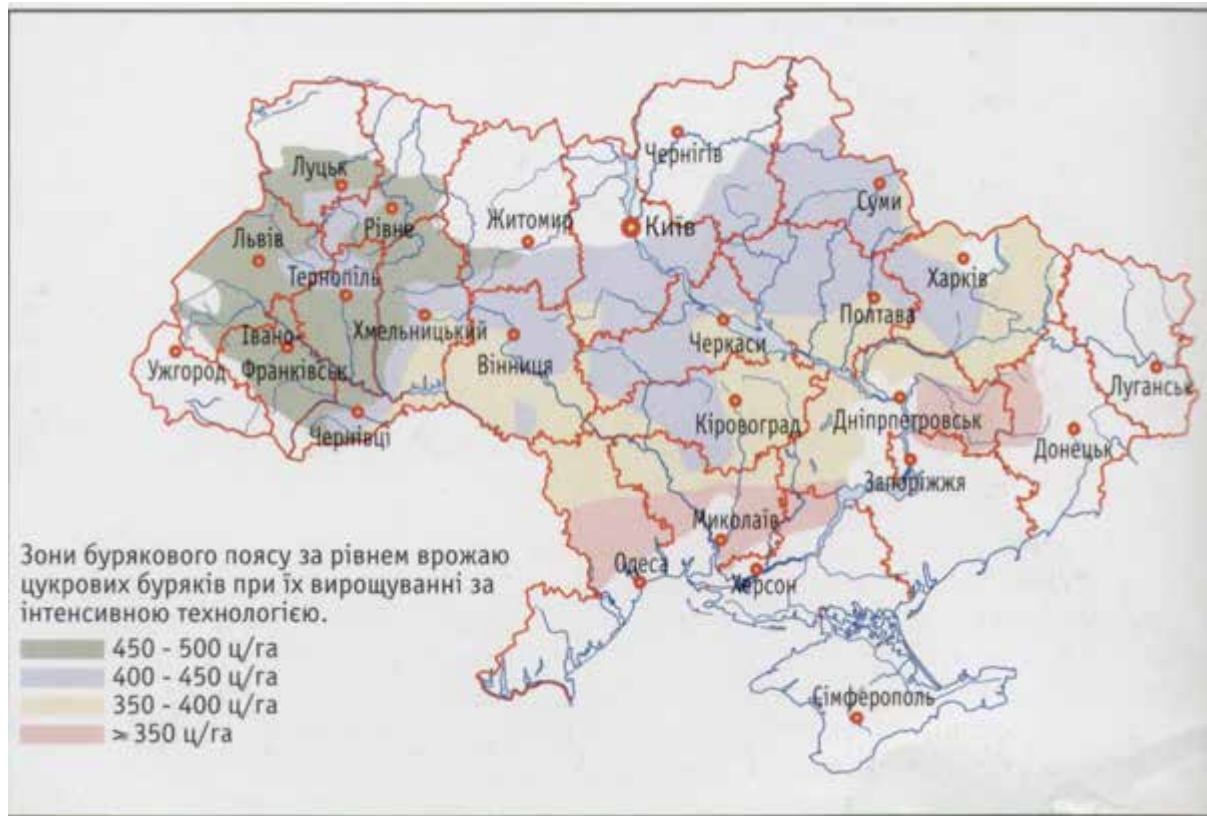 Чернігів
Луцьк
Суми
Рівне
Житомир
Київ
Львів
Харків
Тернопіль
Хмельницький
Полтава
Івано-
Франківськ
Ужгород
Вінниця
Черкаси
Луганськ
Кіровоград
Дніпрпетровськ
Чернівці
Донецьк
Запоріжжя
Миколаїв
Одеса
Херсон
Сімферополь
Зони бурякового поясу за рівнем врожаю
цукрових буряків при їх вирощуванні за
інтенсивною технологією.
450 - 500 ц/га
400 - 450 ц/га
350 - 400 ц/га
> 350 ц/га